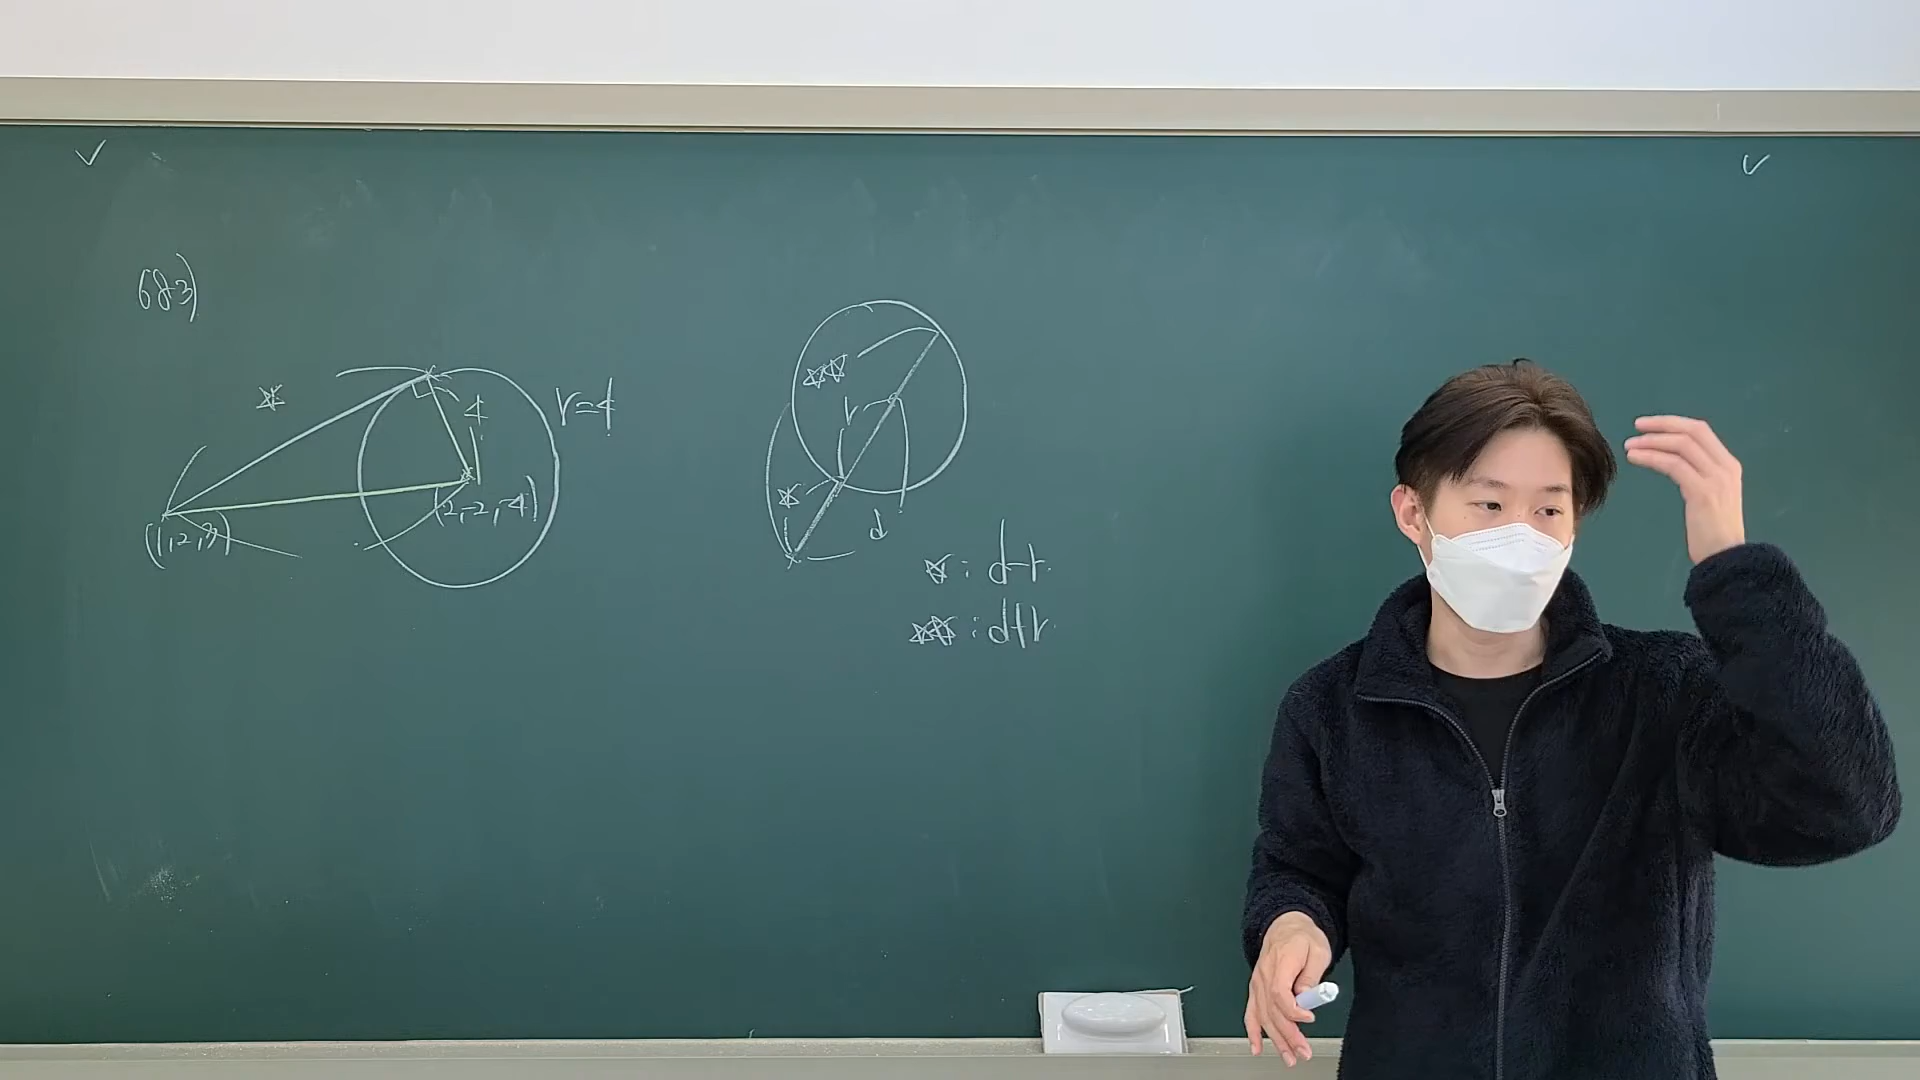 683)
☆
4
r=4
(1,2,3)
(2,-2,-4)
☆☆
r
☆
d
☆: d-r.
☆☆: d+r.